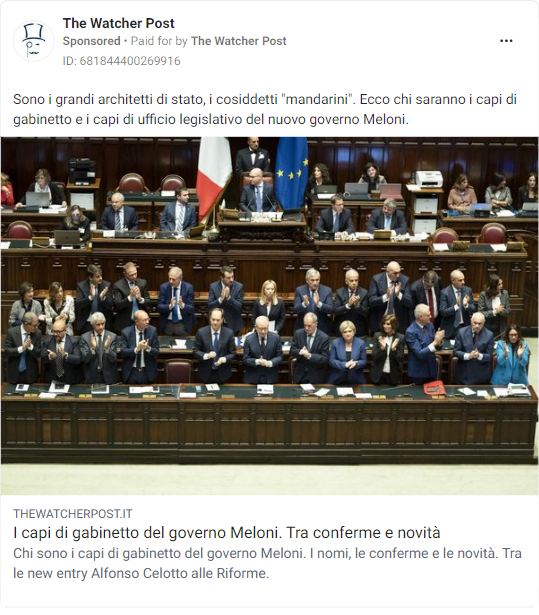 The Watcher Post
Sponsored • Paid for by The Watcher Post
ID: 681844400269916
Sono i grandi architetti di stato, i cosiddetti "mandarini". Ecco chi saranno i capi di
gabinetto e i capi di ufficio legislativo del nuovo governo Meloni.
THEWATCHERPOST.IT
I capi di gabinetto del governo Meloni. Tra conferme e novità
Chi sono i capi di gabinetto del governo Meloni. I nomi, le conferme e le novità. Tra
le new entry Alfonso Celotto alle Riforme.